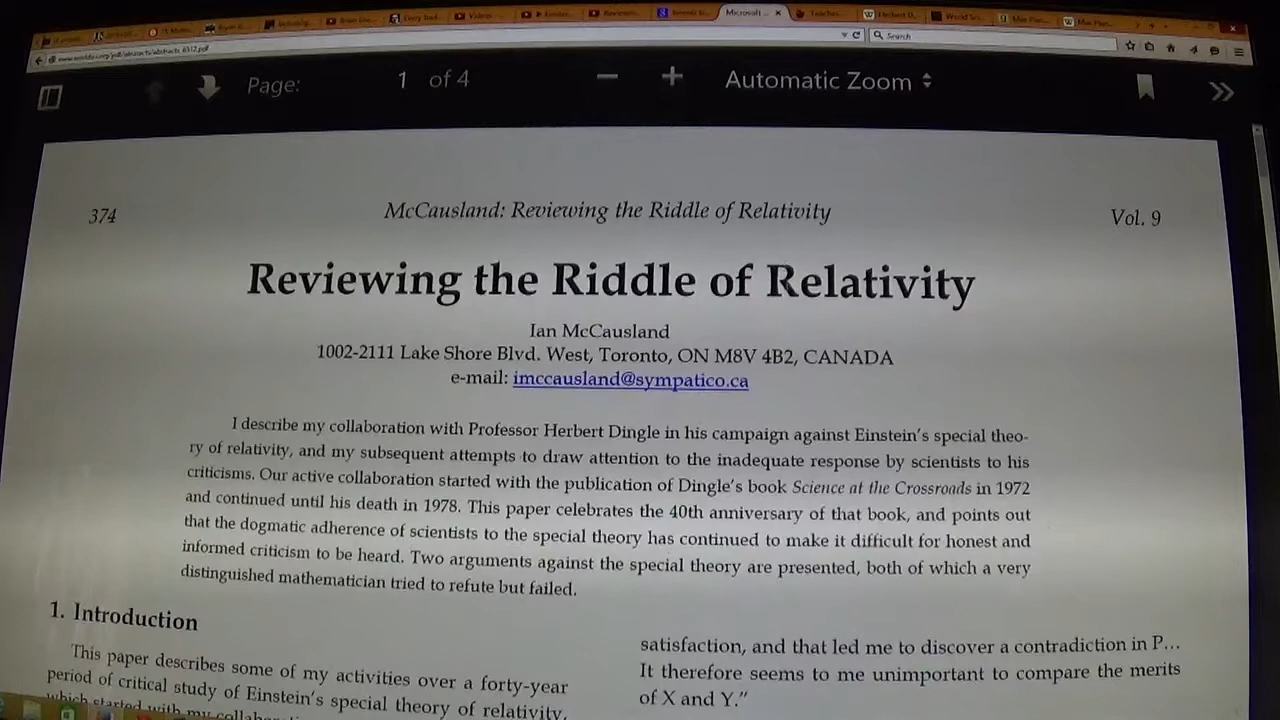 Microsoft ...
Search
Page:
1 of 4
Automatic Zoom
374
McCausland: Reviewing the Riddle of Relativity
Vol. 9
Reviewing the Riddle of Relativity
Ian McCausland
1002-2111 Lake Shore Blvd. West, Toronto, ON M8V 4B2, CANADA
e-mail: imccausland@sympatico.ca
I describe my collaboration with Professor Herbert Dingle in his campaign against Einstein's special theo-
ry of relativity, and my subsequent attempts to draw attention to the inadequate response by scientists to his
criticisms. Our active collaboration started with the publication of Dingle's book Science at the Crossroads in 1972
and continued until his death in 1978. This paper celebrates the 40th anniversary of that book, and points out
that the dogmatic adherence of scientists to the special theory has continued to make it difficult for honest and
informed criticism to be heard. Two arguments against the special theory are presented, both of which a very
distinguished mathematician tried to refute but failed.
1. Introduction
This paper describes some of my activities over a forty-year
period of critical study of Einstein's special theory of relativity,
which started with my
satisfaction, and that led me to discover a contradiction in P...
It therefore seems to me unimportant to compare the merits
of X and Y."